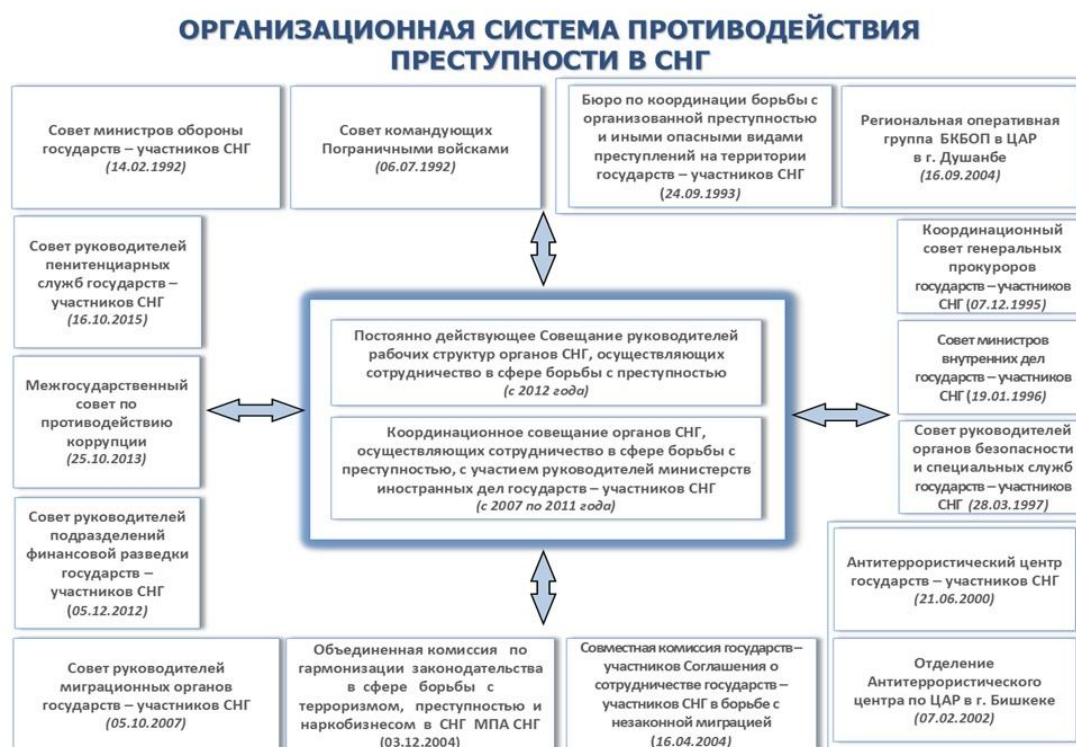 ОРГАНИЗАЦИОННАЯ СИСТЕМА ПРОТИВОДЕЙСТВИЯ
ПРЕСТУПНОСТИ В СНГ
Совет министров обороны
государств – участников СНГ
(14.02.1992)
Совет командующих
Пограничными войсками
(06.07.1992)
Бюро по координации борьбы с
организованной преступностью
и иными опасными видами
преступлений на территории
государств – участников СНГ
(24.09.1993)
Региональная оперативная
группа БКБОП в ЦАР
в г. Душанбе
(16.09.2004)
Совет руководителей
пенитенциарных
служб государств –
участников СНГ
(16.10.2015)
Координационный
совет генеральных
прокуроров
государств – участников
СНГ (07.12.1995)
Постоянно действующее Совещание руководителей
рабочих структур органов СНГ, осуществляющих
сотрудничество в сфере борьбы с преступностью
(с 2012 года)
Совет министров
внутренних дел
государств – участников
СНГ (19.01.1996)
Межгосударственный
совет по
противодействию
коррупции
(25.10.2013)
Координационное совещание органов СНГ,
осуществляющих сотрудничество в сфере борьбы с
преступностью, с участием руководителей министерств
иностранных дел государств – участников СНГ
(с 2007 по 2011 года)
Совет руководителей
органов безопасности
и специальных служб
государств – участников
СНГ (28.03.1997)
Совет руководителей
подразделений
финансовой разведки
государств –
участников СНГ
(05.12.2012)
Антитеррористический центр
государств – участников СНГ
(21.06.2000)
Совет руководителей
миграционных органов
государств – участников СНГ
(05.10.2007)
Объединенная комиссия по
гармонизации законодательства
в сфере борьбы с
терроризмом, преступностью и
наркобизнесом в СНГ МПА СНГ
(03.12.2004)
Совместная комиссия государств–
участников Соглашения о
сотрудничестве государств –
участников СНГ в борьбе с
незаконной миграцией
(16.04.2004)
Отделение
Антитеррористического
центра по ЦАР в г. Бишкеке
(07.02.2002)